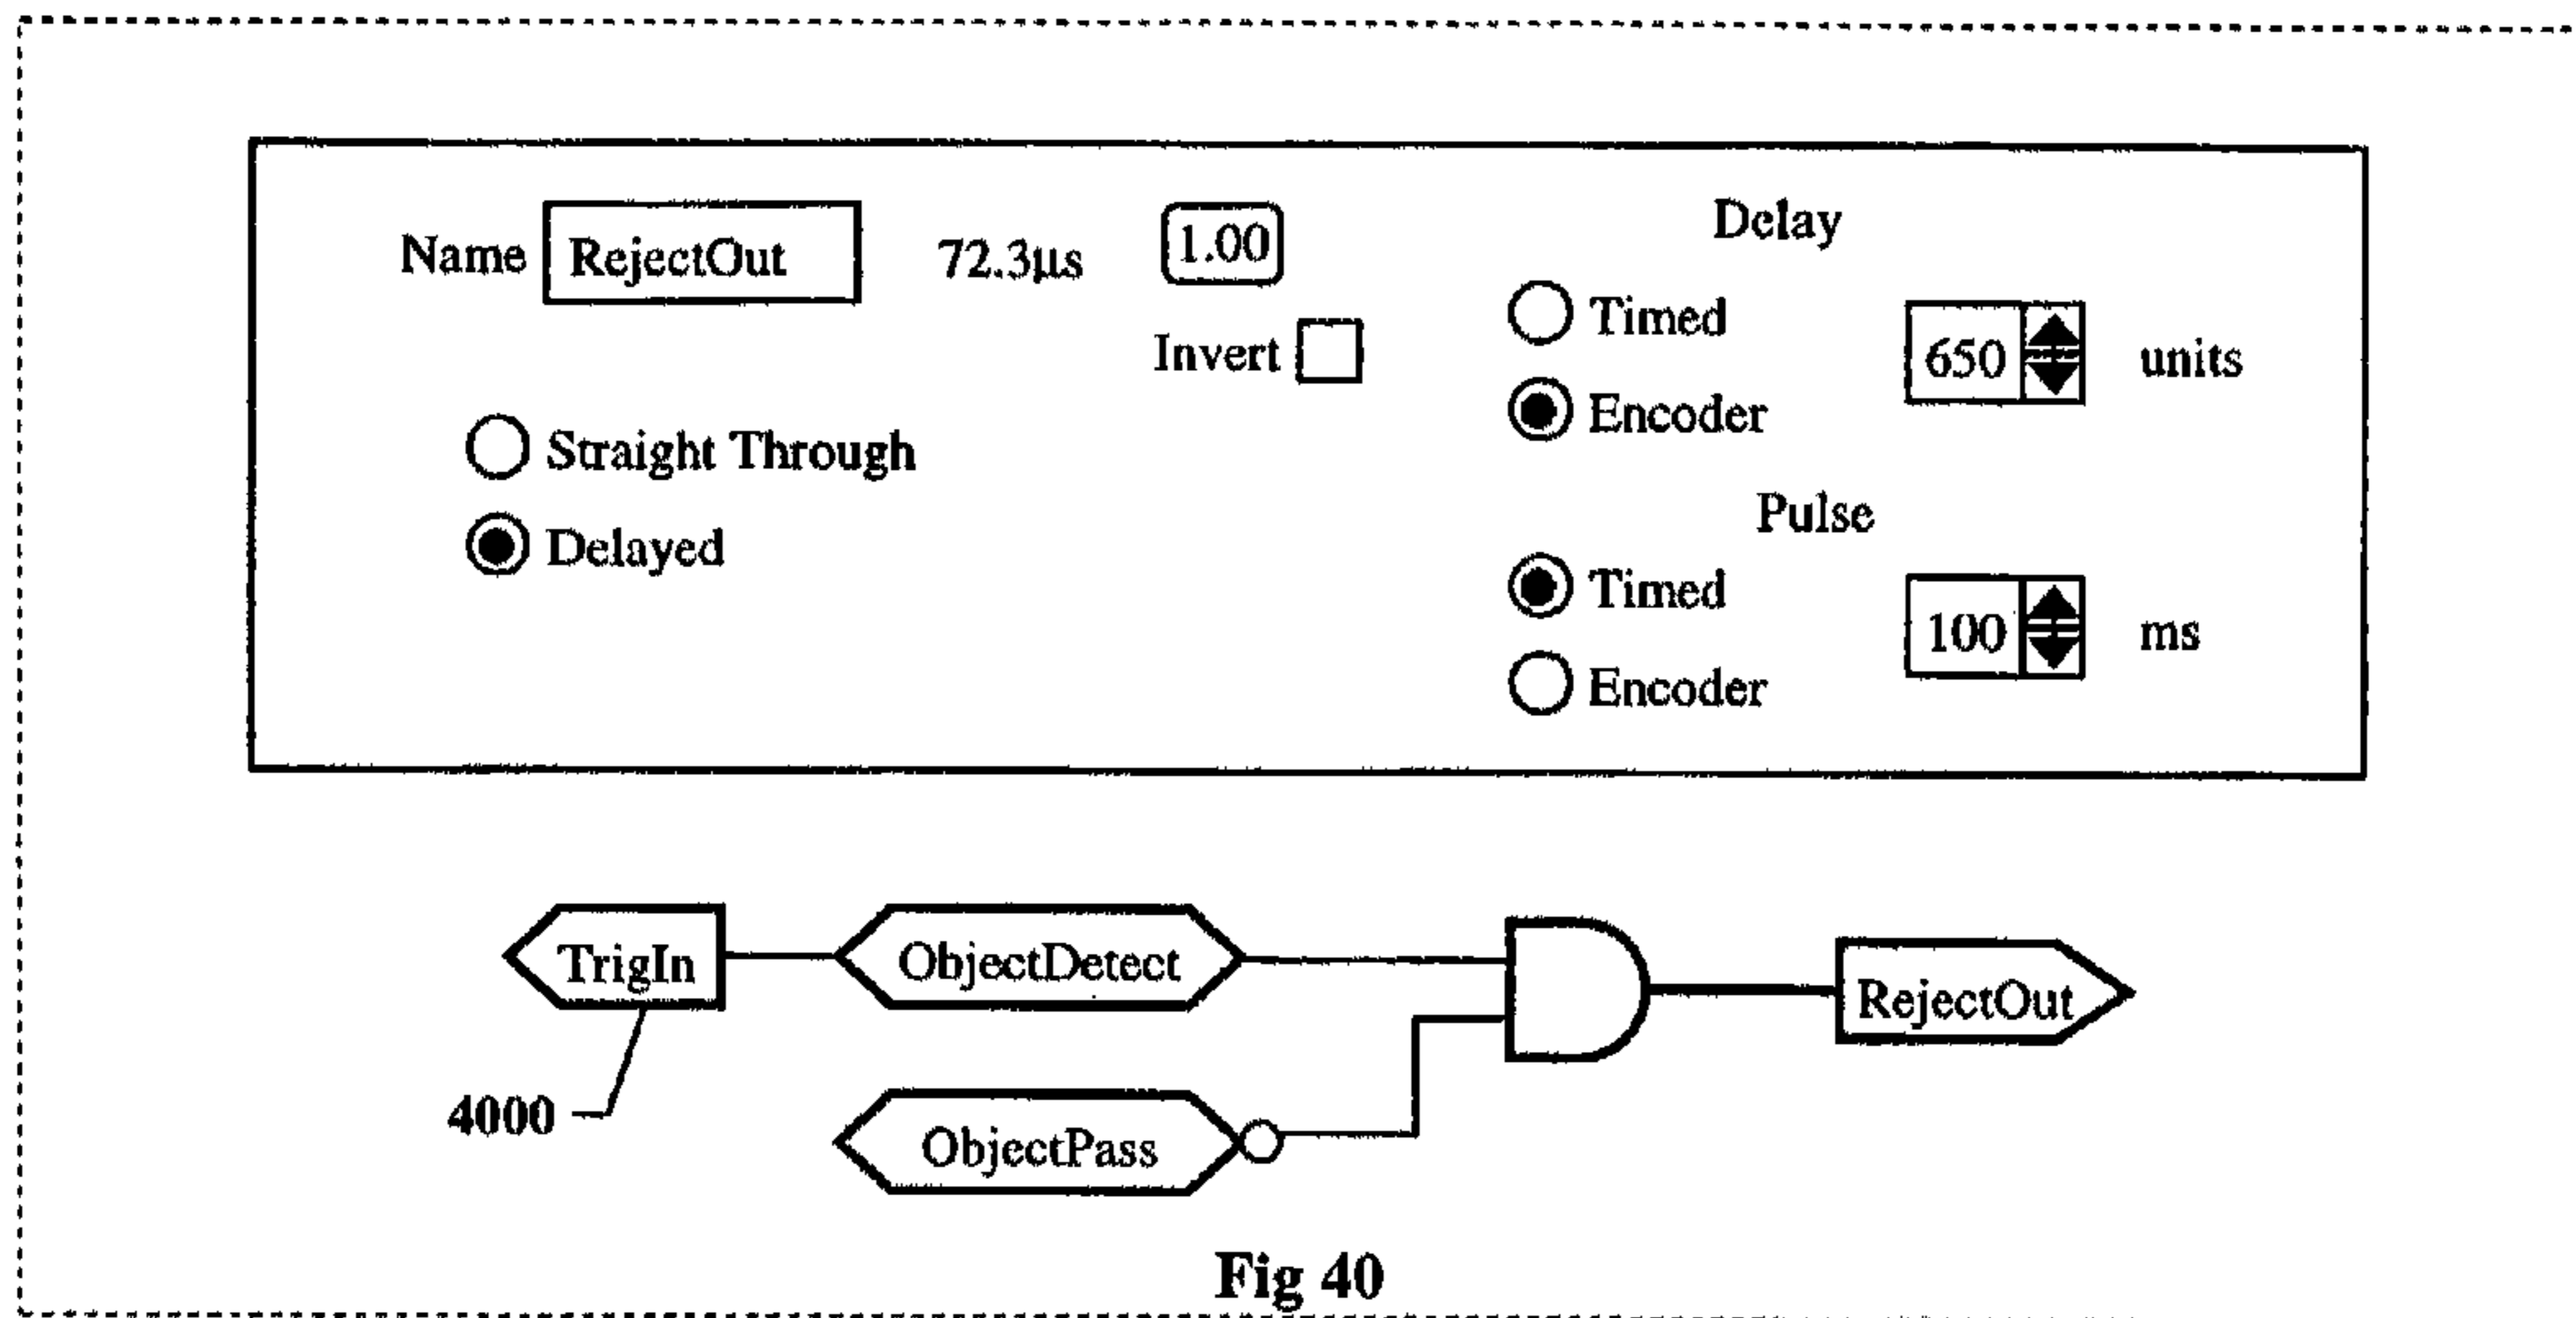 Name RejectOut 72.3µs 1.00
Invert
Straight Through
Delayed
Delay
Timed
Encoder
650 units
Pulse
Timed
Encoder
100 ms
TrigIn ObjectDetect RejectOut
4000
ObjectPass
Fig 40